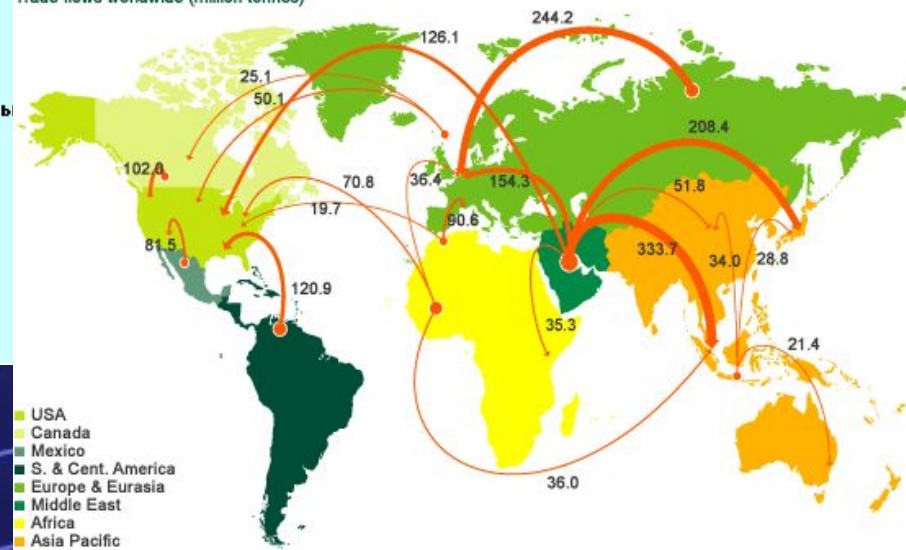 Trade flows worldwide (million tonnes)
244.2
126.1
25.1
50.1
208.4
102.0
70.8
36.4
154.3
51.8
19.7
90.6
81.5
333.7
34.0
28.8
120.9
35.3
21.4
36.0
USA
Canada
Mexico
S. & Cent. America
Europe & Eurasia
Middle East
Africa
Asia Pacific